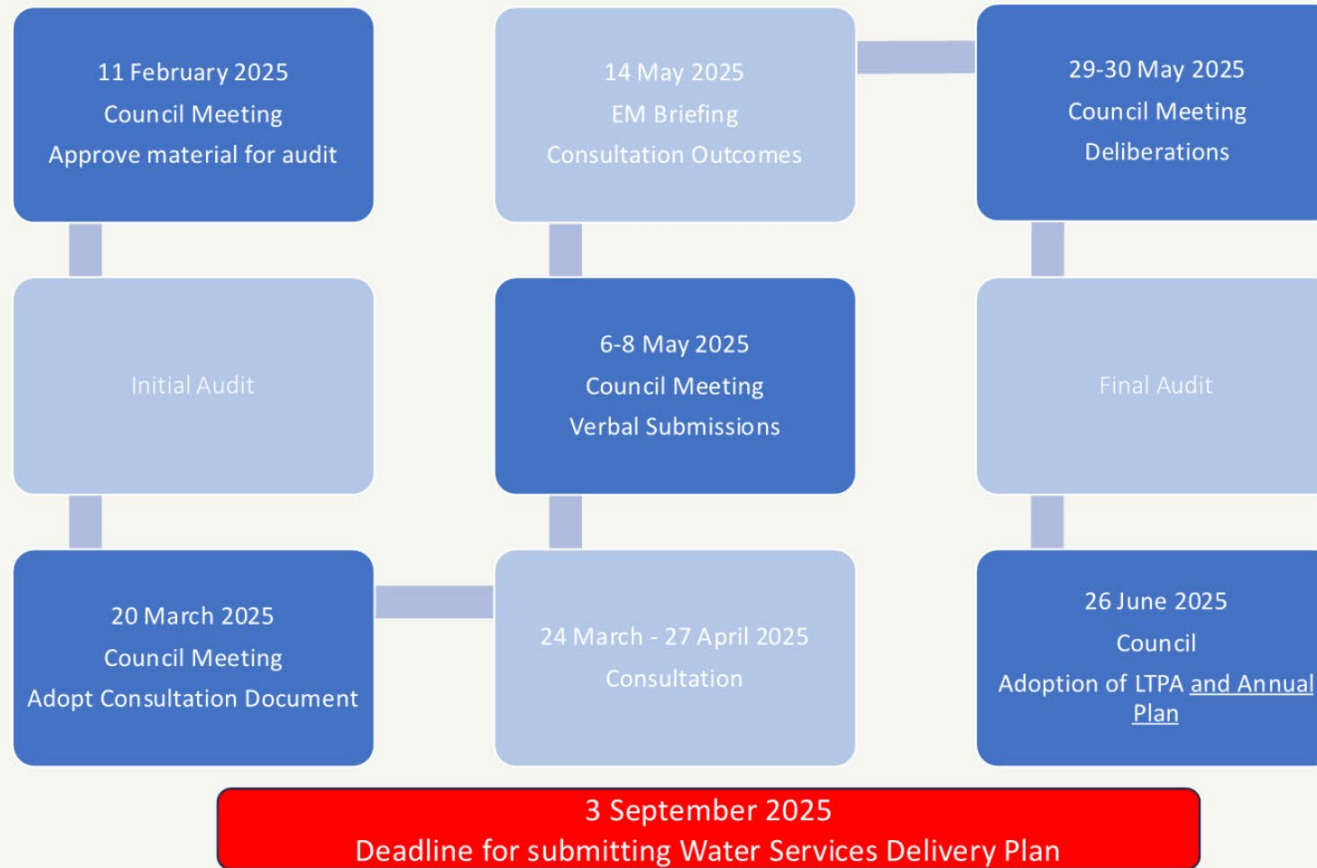 11 February 2025
Council Meeting
Approve material for audit
Initial Audit
20 March 2025
Council Meeting
Adopt Consultation Document
24 March - 27 April 2025
Consultation
6-8 May 2025
Council Meeting
Verbal Submissions
14 May 2025
EM Briefing
Consultation Outcomes
29-30 May 2025
Council Meeting
Deliberations
Final Audit
26 June 2025
Council
Adoption of LTPA and Annual
Plan
3 September 2025
Deadline for submitting Water Services Delivery Plan